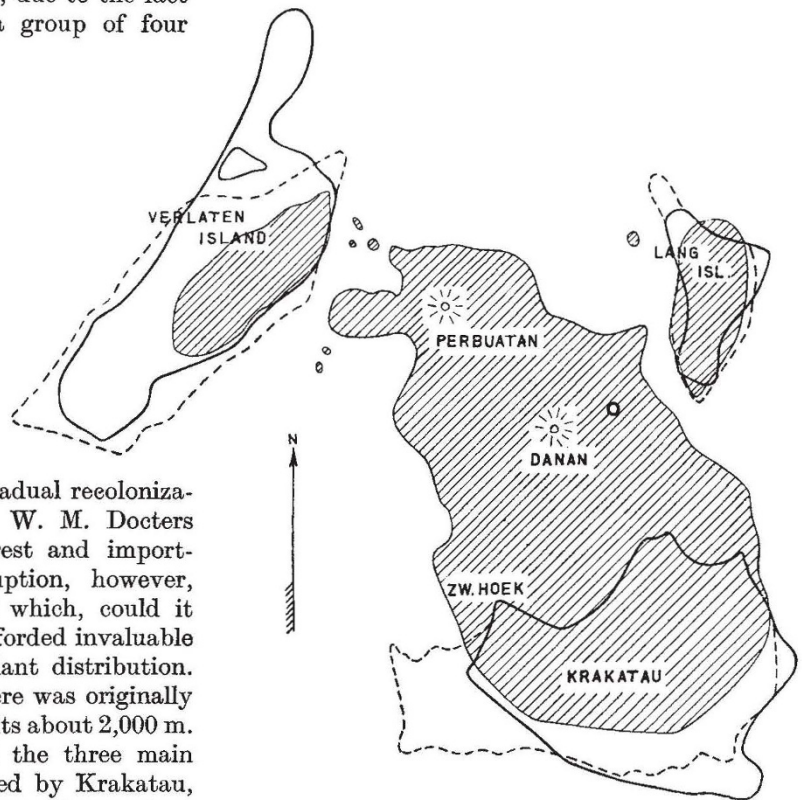 , due to the fact
a group of four
adual recoloniza-
W. M. Docters
rest and import-
uption, however,
which, could it
forded invaluable
ant distribution.
ere was originally
ts about 2,000 m.
the three main
ed by Krakatau,
VERLATEN
ISLAND
LANG
ISL.
PERBUATAN
DANAN
N
ZW. HOEK
KRAKATAU